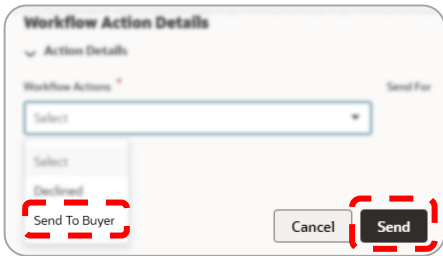 Workflow Action Details
Action Details
Workflow Actions * Send For
Select
Select
Declined
Send To Buyer
Cancel
Send